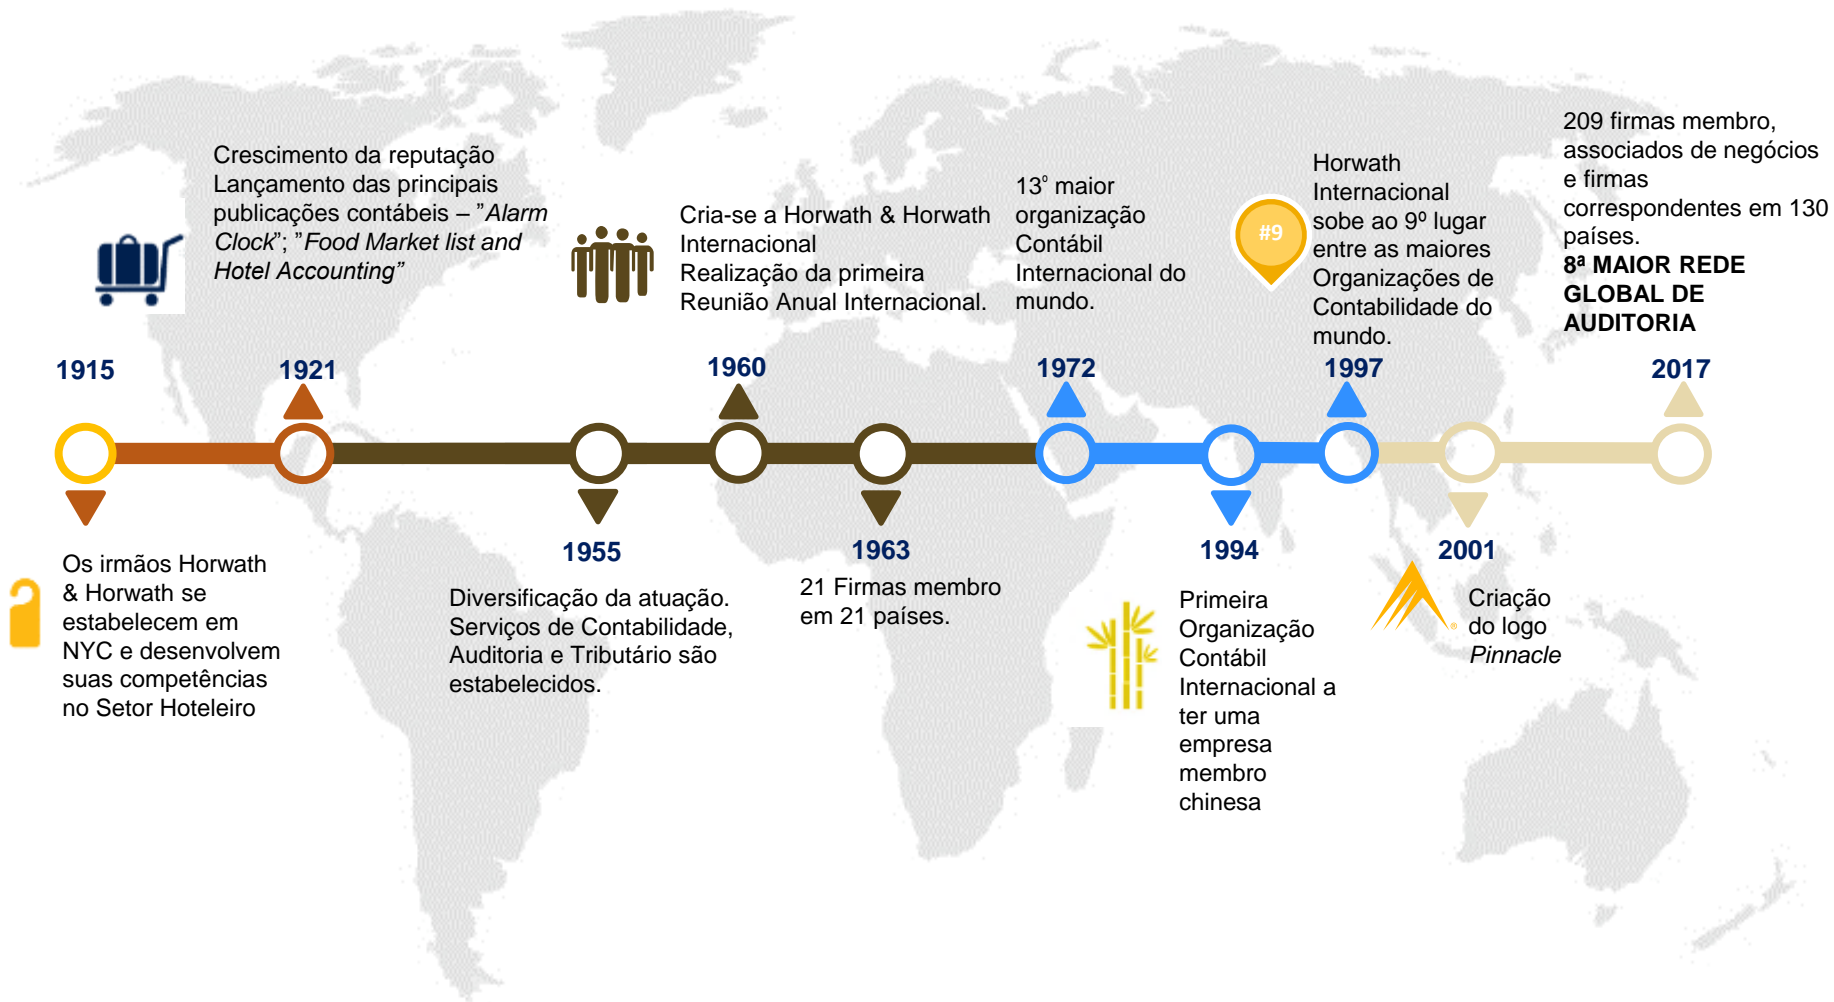 Crescimento da reputação
Lançamento das principais
publicações contábeis – ”Alarm
Clock”; ”Food Market list and
Hotel Accounting”
1921
Cria-se a Horwath & Horwath
Internacional
Realização da primeira
Reunião Anual Internacional.
1960
13º maior
organização
Contábil
Internacional do
mundo.
1972
#9
Horwath
Internacional
sobe ao 9º lugar
entre as maiores
Organizações de
Contabilidade do
mundo.
1997
209 firmas membro,
associados de negócios
e firmas
correspondentes em 130
países.
8ª MAIOR REDE
GLOBAL DE
AUDITORIA
2017
1915
Os irmãos Horwath
& Horwath se
estabelecem em
NYC e desenvolvem
suas competências
no Setor Hoteleiro
1955
Diversificação da atuação.
Serviços de Contabilidade,
Auditoria e Tributário são
estabelecidos.
1963
21 Firmas membro
em 21 países.
1994
Primeira
Organização
Contábil
Internacional a
ter uma
empresa
membro
chinesa
2001
®
Criação
do logo
Pinnacle